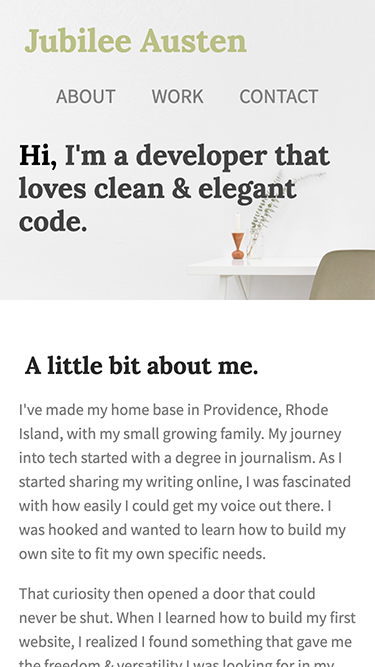 Jubilee Austen
ABOUT WORK CONTACT
Hi, I'm a developer that
loves clean & elegant
code.
A little bit about me.
I've made my home base in Providence, Rhode
Island, with my small growing family. My journey
into tech started with a degree in journalism. As I
started sharing my writing online, I was fascinated
with how easily I could get my voice out there. I
was hooked and wanted to learn how to build my
own site to fit my own specific needs.
That curiosity then opened a door that could
never be shut. When I learned how to build my first
website, I realized I found something that gave me
the freedom & versatility I was looking for in my